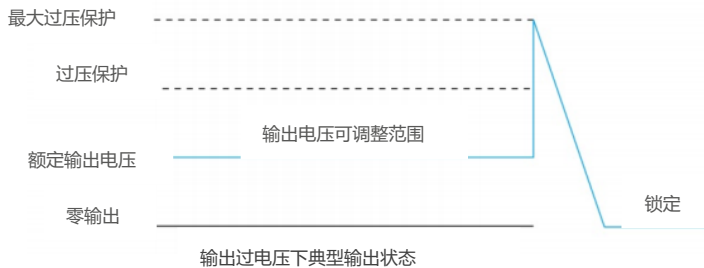 最大过压保护
过压保护
输出电压可调整范围
额定输出电压
锁定
零输出
输出过电压下典型输出状态